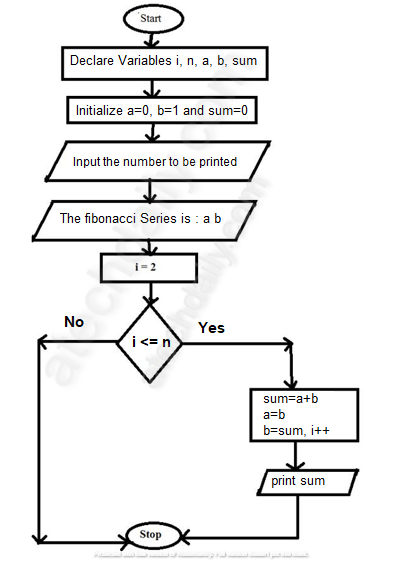 Start
Declare Variables i, n, a, b, sum
Initialize a=0, b=1 and sum=0
Input the number to be printed
The fibonacci Series is : a b
i = 2
No
Yes
i <= n
sum=a+b
a=b
b=sum, i++
print sum
Stop